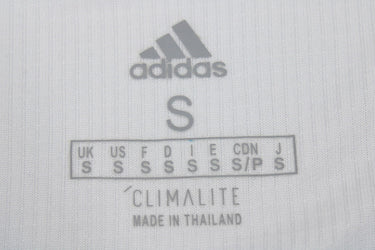 adidas
S
UK US F D İ E CDN J
S S S S S S S/P S
´CLIMALITE
MADE IN THAILAND